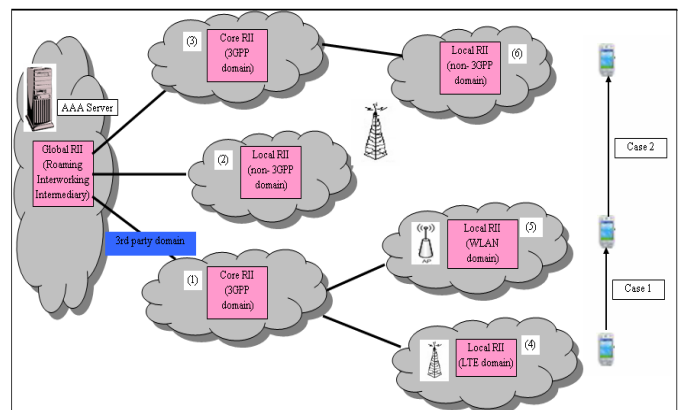 (3)
Core RII
(3GPP
domain)
Local RII
(non- 3GPP
domain)
(6)
AAA Server
Global RII
(Roaming
Interworking
Intermediary)
(2)
Local RII
(non- 3GPP
domain)
Case 2
3rd party domain
(1)
Core RII
(3GPP
domain)
AP
Local RII
(WLAN
domain)
(5)
Case 1
Local RII
(LTE domain)
(4)